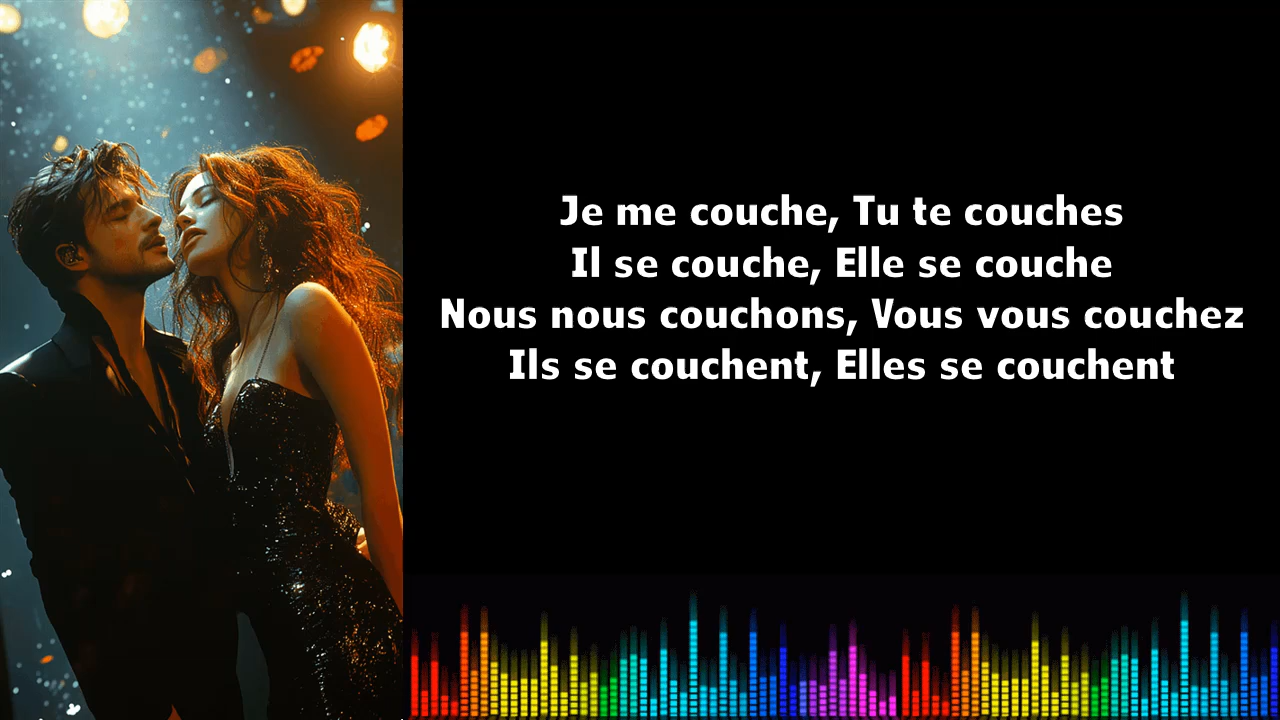 Je me couche, Tu te couches
Il se couche, Elle se couche
Nous nous couchons, Vous vous couchez
Ils se couchent, Elles se couchent